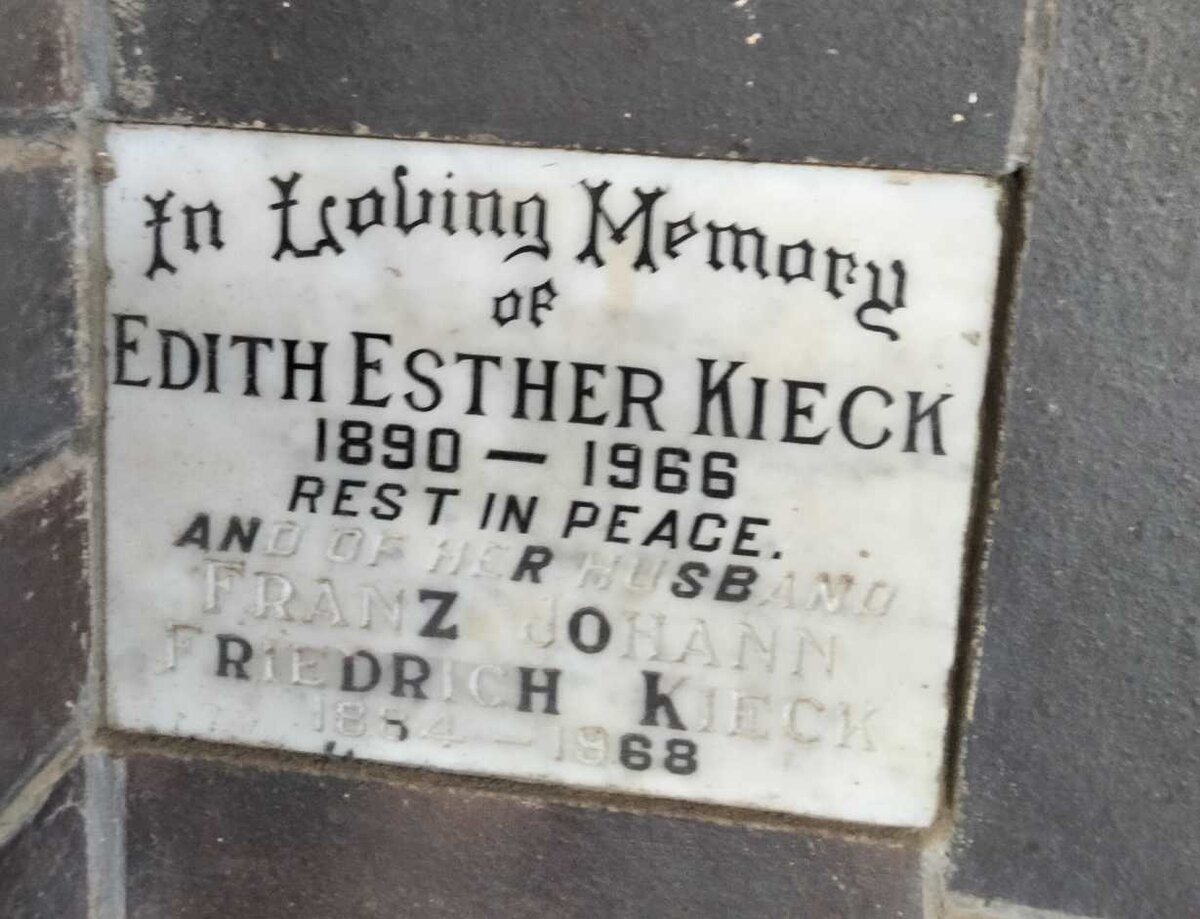 In Loving Memory
of
EDITH ESTHER KIECK
1890 – 1966
REST IN PEACE.
AND OF HER HUSBAND
FRANZ JOHANN
FRIEDRICH KIECK
1884 – 1968